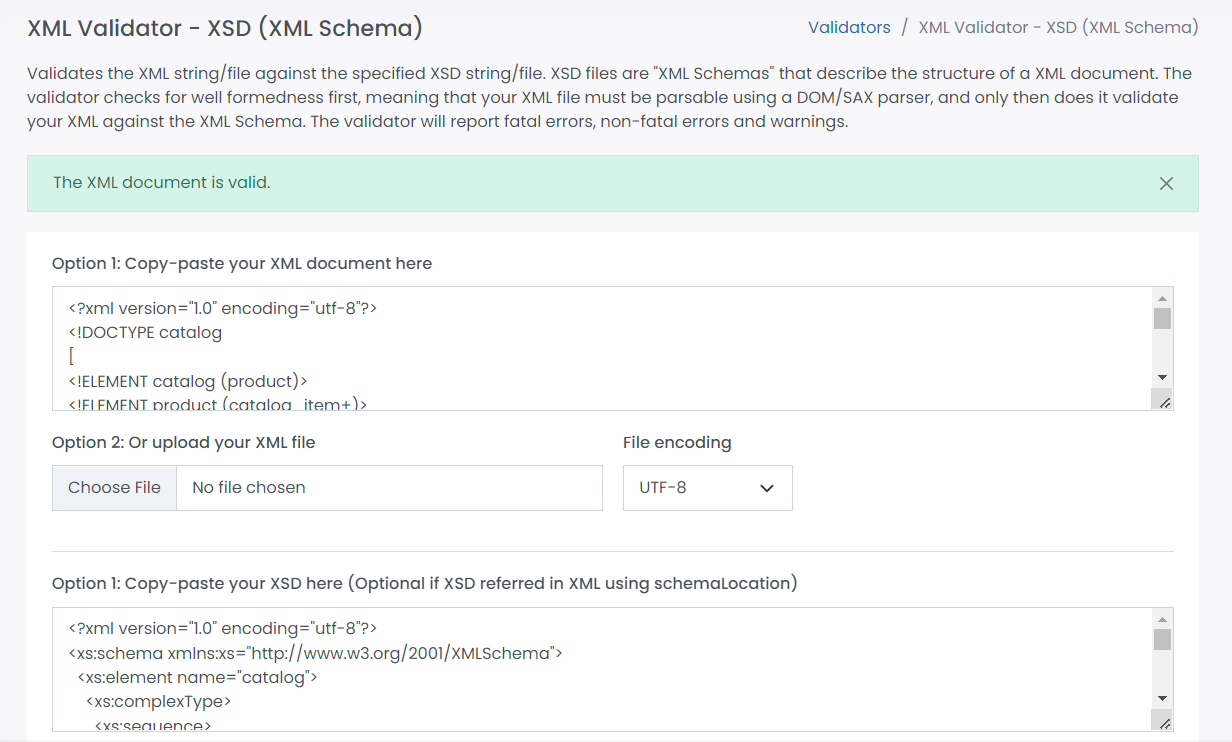 XML Validator - XSD (XML Schema)
Validators / XML Validator - XSD (XML Schema)
Validates the XML string/file against the specified XSD string/file. XSD files are "XML Schemas" that describe the structure of a XML document. The
validator checks for well formedness first, meaning that your XML file must be parsable using a DOM/SAX parser, and only then does it validate
your XML against the XML Schema. The validator will report fatal errors, non-fatal errors and warnings.
The XML document is valid.
Option 1: Copy-paste your XML document here
<?xml version="1.0" encoding="utf-8"?>
<!DOCTYPE catalog
[
<!ELEMENT catalog (product)>
<!ELEMENT product (catalog_item+)>
Option 2: Or upload your XML file
File encoding
Choose File No file chosen
UTF-8
Option 1: Copy-paste your XSD here (Optional if XSD referred in XML using schemaLocation)
<?xml version="1.0" encoding="utf-8"?>
<xs:schema xmlns:xs="http://www.w3.org/2001/XMLSchema">
<xs:element name="catalog">
<xs:complexType>
<xs:sequence>